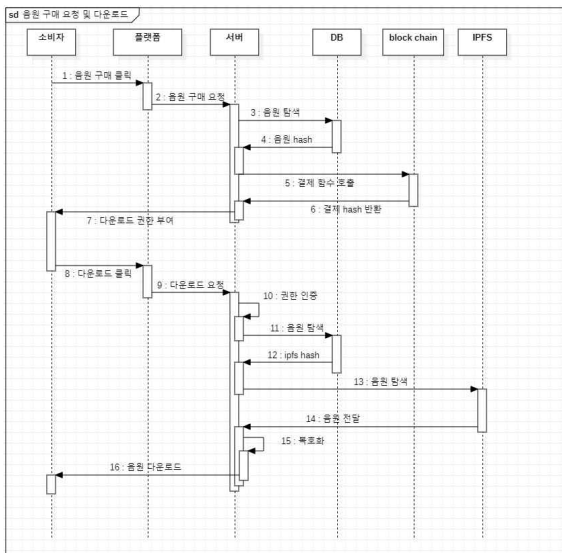 sd 음원 구매 요청 및 다운로드
소비자
플랫폼
서버
DB
block chain
IPFS
1 : 음원 구매 클릭
2 : 음원 구매 요청
3 : 음원 탐색
4 : 음원 hash
5 : 결제 함수 호출
6 : 결제 hash 반환
7 : 다운로드 권한 부여
8 : 다운로드 클릭
9 : 다운로드 요청
10 : 권한 인증
11 : 음원 탐색
12 : ipfs hash
13 : 음원 탐색
14 : 음원 전달
15 : 복호화
16 : 음원 다운로드